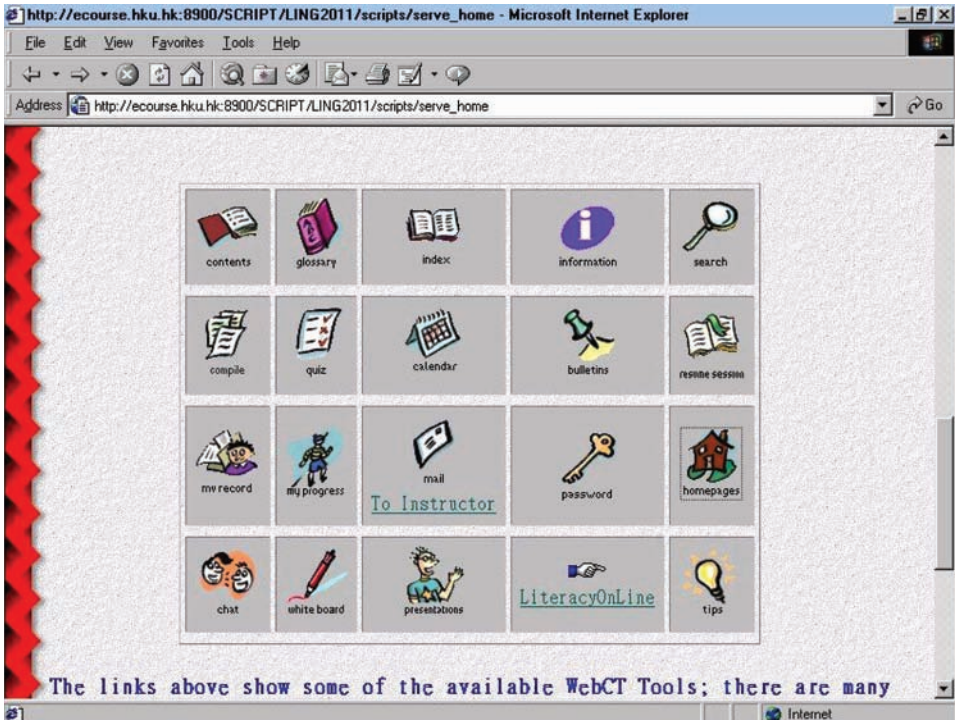 http://ecourse.hku.hk:8900/SCRIPT/LING2011/scripts/serve_home - Microsoft Internet Explorer
File Edit View Favorites Tools Help
Address http://ecourse.hku.hk:8900/SCRIPT/LING2011/scripts/serve_home Go
contents glossary index information search
compile quiz calendar bulletins resume session
my record my progress mail password homepages
To Instructor
chat white board presentations LiteracyOnLine tips
The links above show some of the available WebCT Tools; there are many
Internet